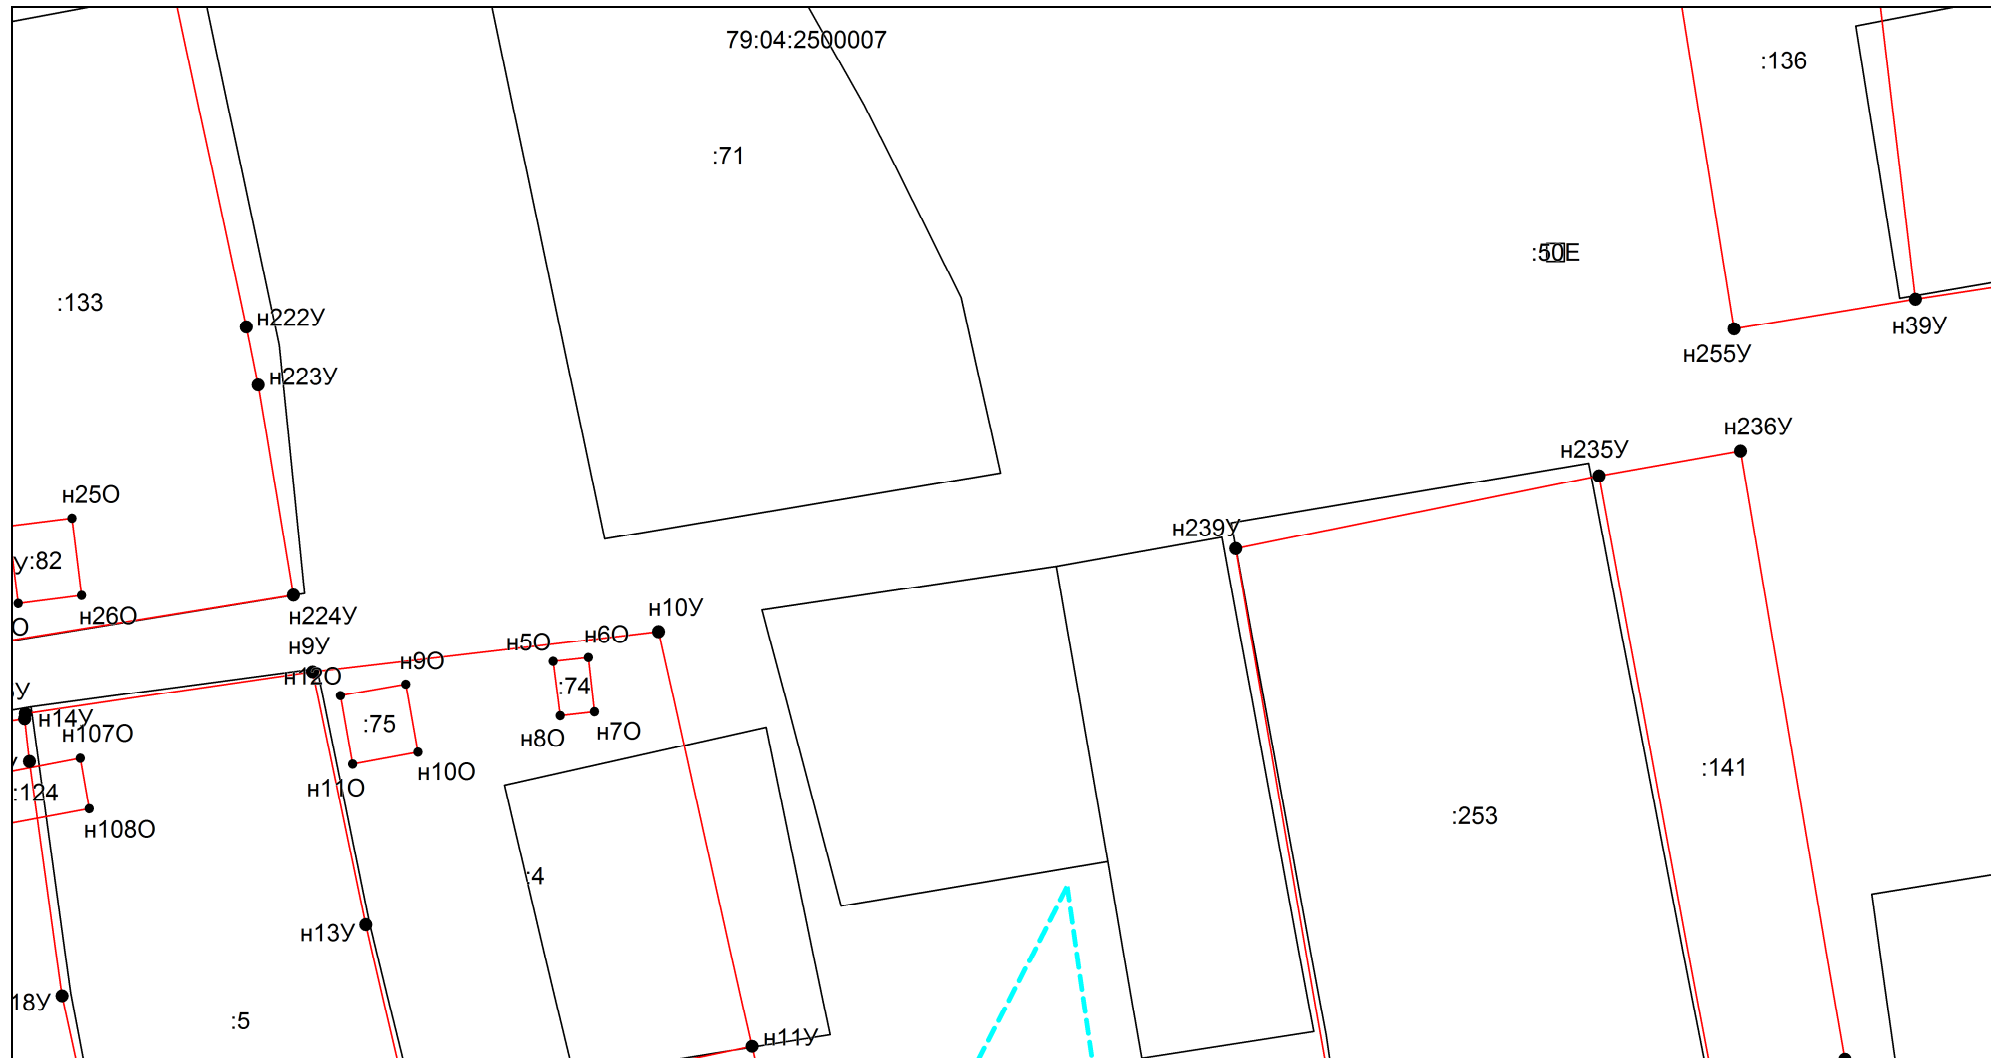 79:04:2500007
:136
:71
:50Е
:133
н222У
н39У
н255У
н223У
н236У
н235У
н25О
н239У
У:82
н10У
н26О
н224У
О
н5О
н6О
н9У
н9О
н12О
:74
У
н14У
:75
н107О
н8О
н7О
У
:141
н10О
н11О
:124
:253
н108О
:4
н13У
18У
:5
н11У